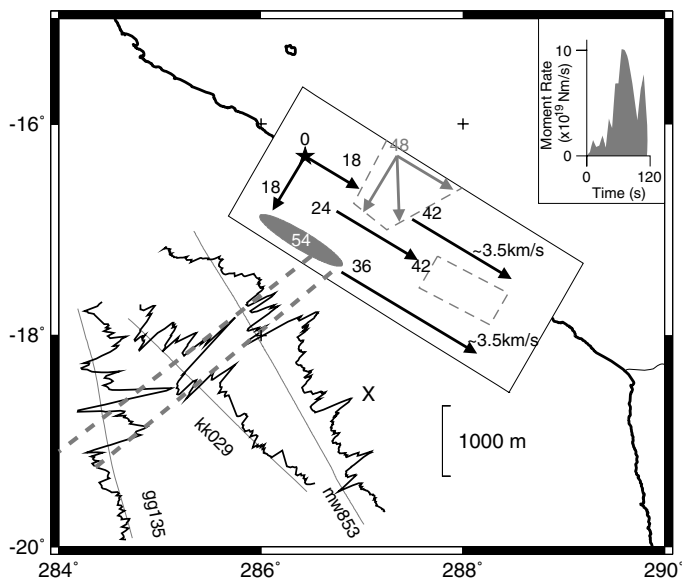 10
0
0
120
Moment Rate
(x10¹⁹ Nm/s)
Time (s)
-16˚
-18˚
-20˚
284˚
286˚
288˚
290˚
0
18
18
48
24
42
54
36
42
~3.5km/s
~3.5km/s
X
1000 m
kk029
mw853
gg135